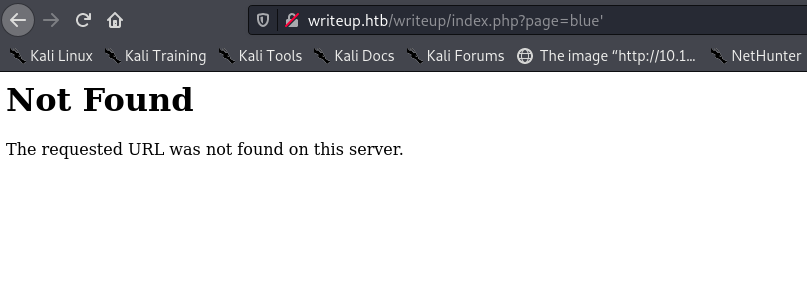 writeup.htb/writeup/index.php?page=blue'
Kali Linux Kali Training Kali Tools Kali Docs Kali Forums The image “http://10.1... NetHunter
Not Found
The requested URL was not found on this server.